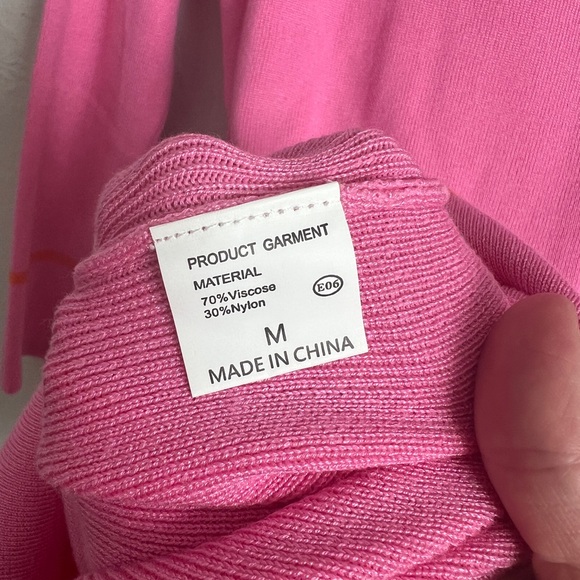 PRODUCT GARMENT
MATERIAL
70%Viscose
30%Nylon
E06
M
MADE IN CHINA